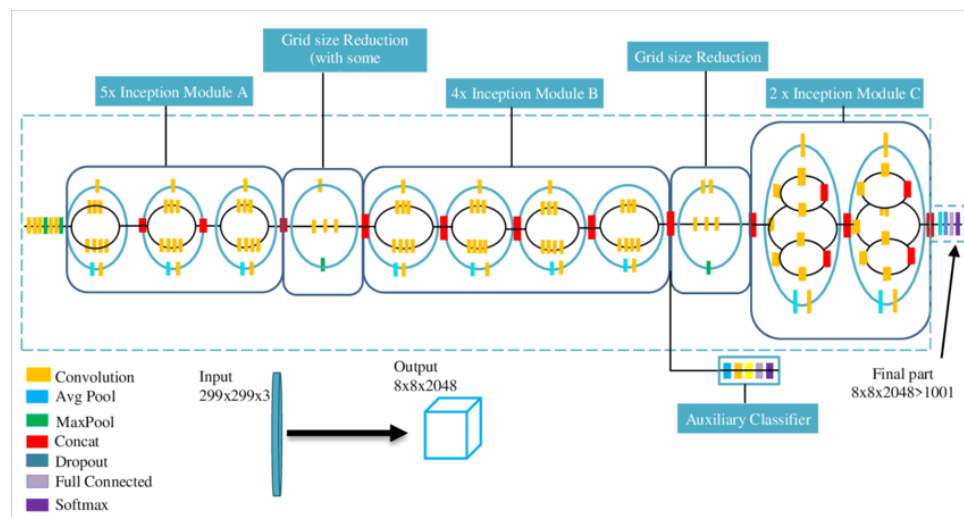 Grid size Reduction
(with some
Grid size Reduction
5x Inception Module A
4x Inception Module B
2 x Inception Module C
Convolution
Avg Pool
MaxPool
Concat
Dropout
Full Connected
Softmax
Input
299x299x3
Output
8x8x2048
Auxiliary Classifier
Final part
8x8x2048>1001